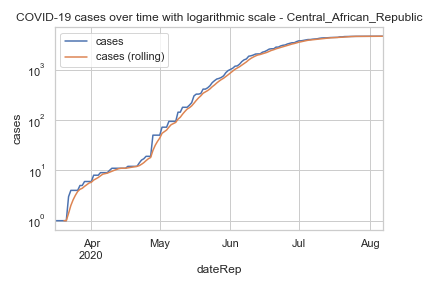 COVID-19 cases over time with logarithmic scale - Central_African_Republic
cases
cases (rolling)
10³
10²
10¹
10⁰
cases
Apr
2020
May
Jun
Jul
Aug
dateRep